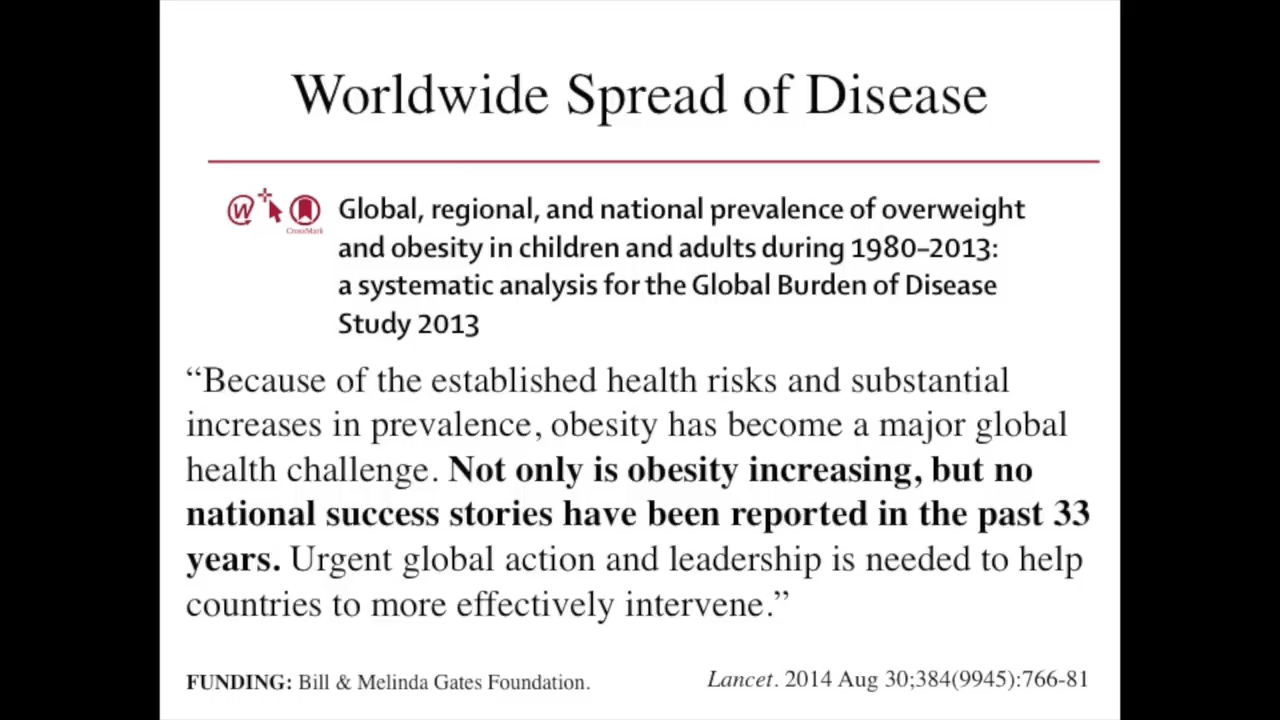 Worldwide Spread of Disease
W
CrossMark
Global, regional, and national prevalence of overweight
and obesity in children and adults during 1980–2013:
a systematic analysis for the Global Burden of Disease
Study 2013
“Because of the established health risks and substantial
increases in prevalence, obesity has become a major global
health challenge. Not only is obesity increasing, but no
national success stories have been reported in the past 33
years. Urgent global action and leadership is needed to help
countries to more effectively intervene.”
FUNDING: Bill & Melinda Gates Foundation.
Lancet. 2014 Aug 30;384(9945):766-81